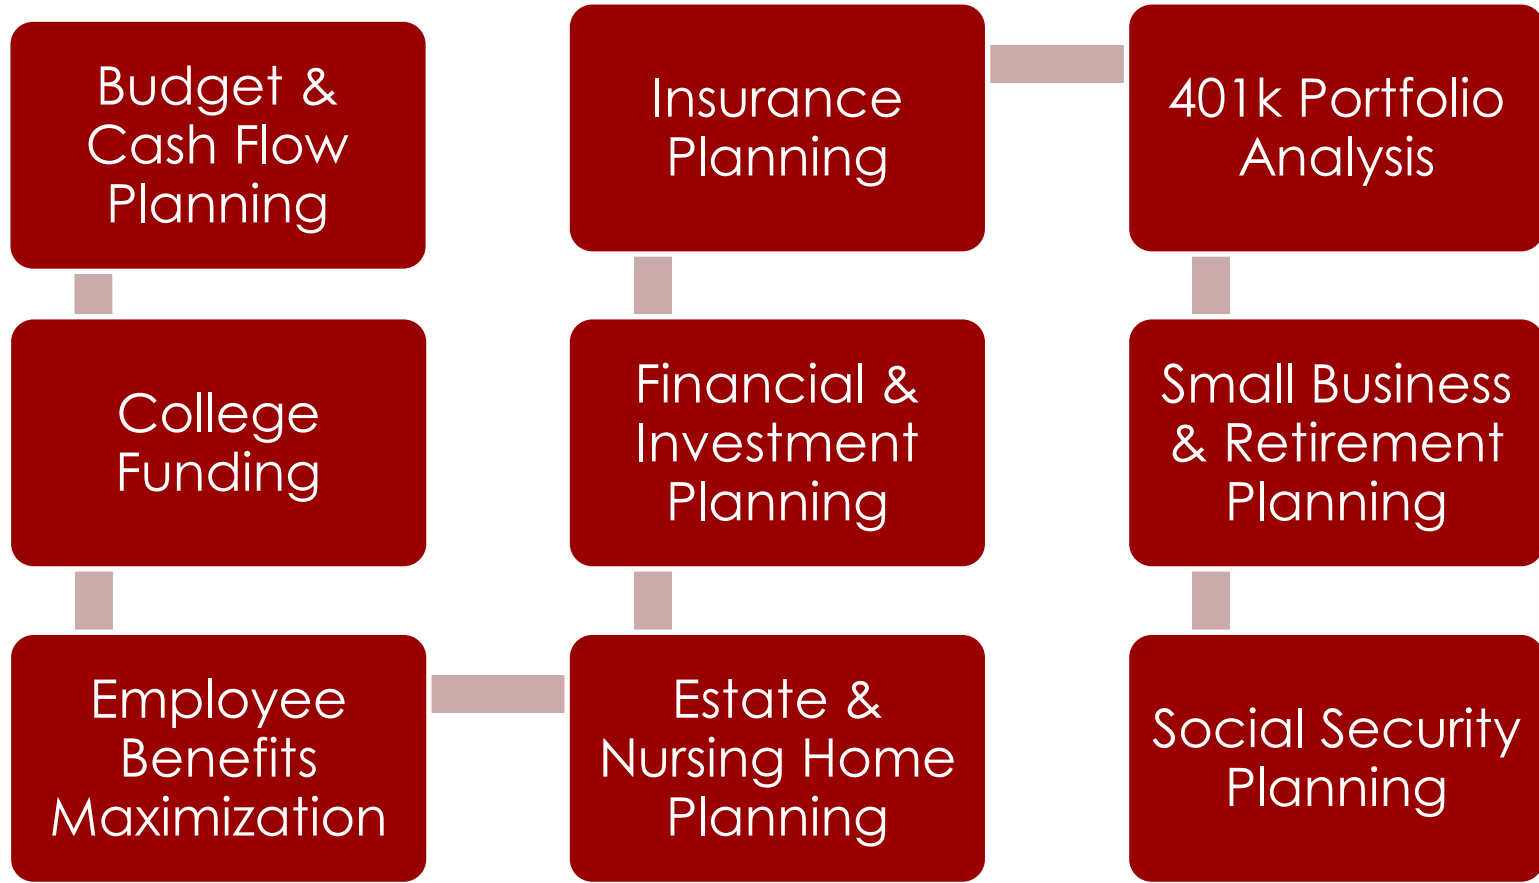 Budget &
Cash Flow
Planning
College
Funding
Employee
Benefits
Maximization
Estate &
Nursing Home
Planning
Financial &
Investment
Planning
Insurance
Planning
401k Portfolio
Analysis
Small Business
& Retirement
Planning
Social Security
Planning